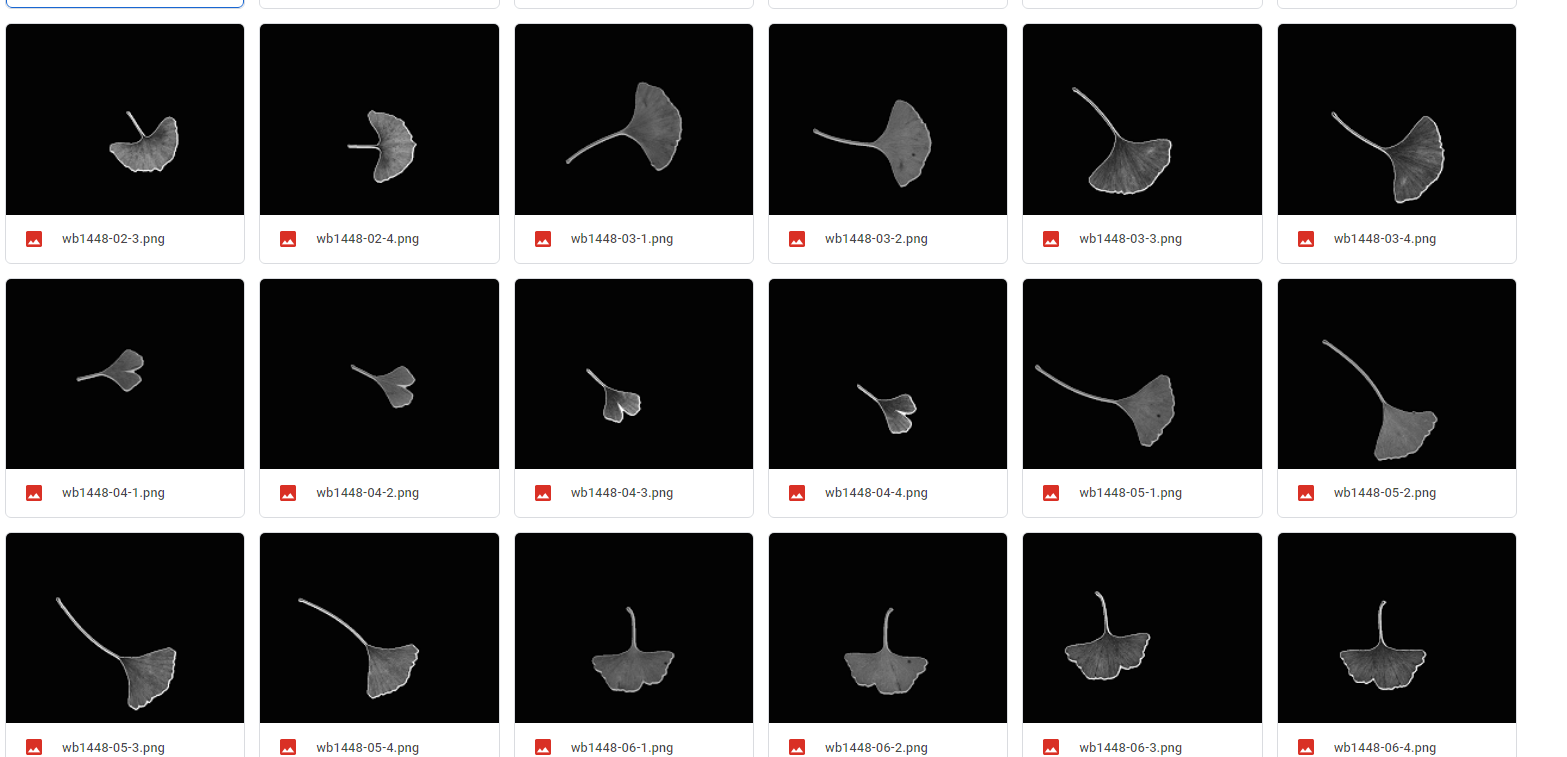 wb1448-02-3.png
wb1448-02-4.png
wb1448-03-1.png
wb1448-03-2.png
wb1448-03-3.png
wb1448-03-4.png
wb1448-04-1.png
wb1448-04-2.png
wb1448-04-3.png
wb1448-04-4.png
wb1448-05-1.png
wb1448-05-2.png
wb1448-05-3.png
wb1448-05-4.png
wb1448-06-1.png
wb1448-06-2.png
wb1448-06-3.png
wb1448-06-4.png